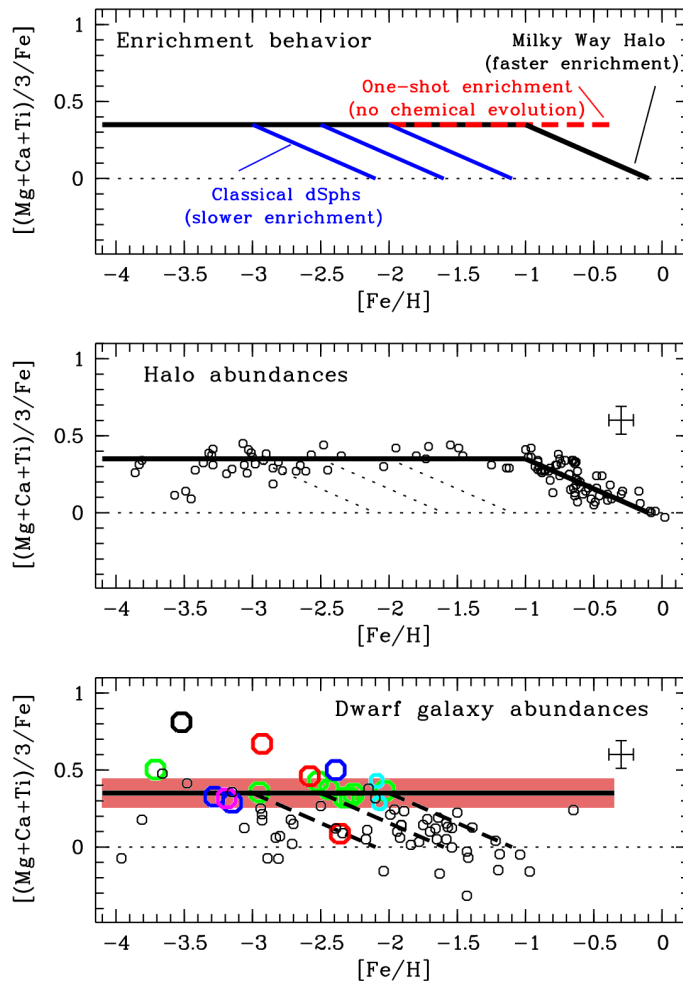 Enrichment behavior
Milky Way Halo
(faster enrichment)
One-shot enrichment
(no chemical evolution)
Classical dSphs
(slower enrichment)
[(Mg+Ca+Ti)/3/Fe]
1
0.5
0
-4 -3.5 -3 -2.5 -2 -1.5 -1 -0.5 0
[Fe/H]
Halo abundances
[(Mg+Ca+Ti)/3/Fe]
1
0.5
0
-4 -3.5 -3 -2.5 -2 -1.5 -1 -0.5 0
[Fe/H]
Dwarf galaxy abundances
[(Mg+Ca+Ti)/3/Fe]
1
0.5
0
-4 -3.5 -3 -2.5 -2 -1.5 -1 -0.5 0
[Fe/H]